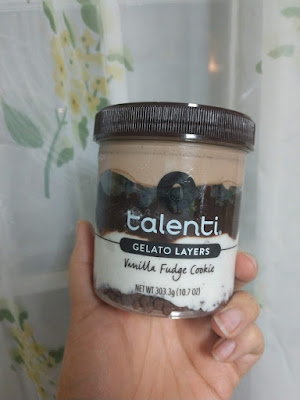 talenti.
GELATO LAYERS
Vanilla Fudge Cookie
NET WT 303.3g (10.7 OZ)